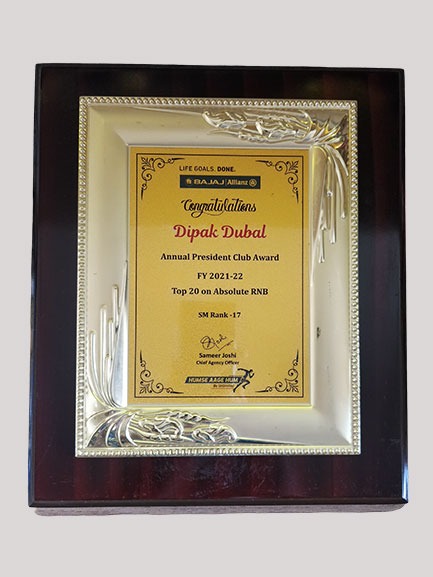 LIFE GOALS. DONE.
BAJAJ Allianz
Congratulations
Dipak Dubal
Annual President Club Award
FY 2021-22
Top 20 on Absolute RNB
SM Rank -17
Sameer Joshi
Chief Agency Officer
HUMSE AAGE HUM